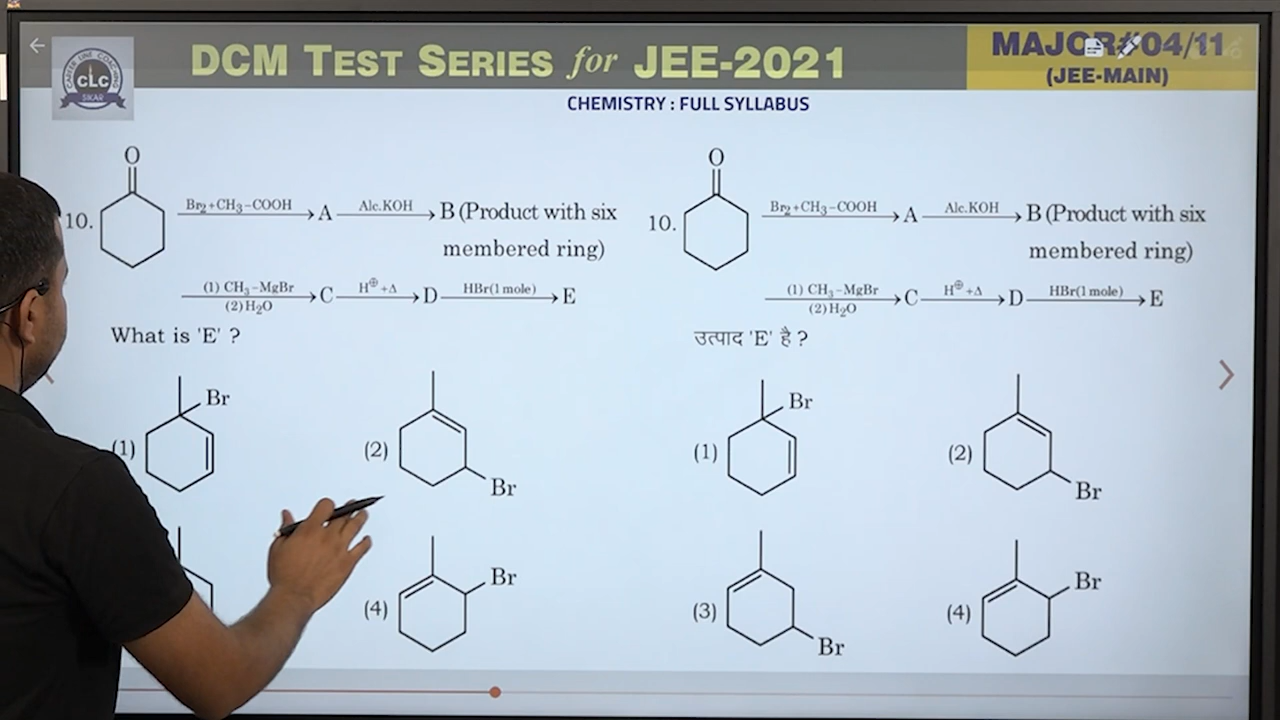 DCM TEST SERIES for JEE-2021
MAJOR#04/11
(JEE-MAIN)
CAREER LINE COACHING
CLC
SIKAR
CHEMISTRY : FULL SYLLABUS
10.
O
Br2+CH3-COOH
A
Alc.KOH
B (Product with six
membered ring)
(1) CH3-MgBr
(2)H2O
C
H⊕+Δ
D
HBr(1 mole)
E
What is 'E' ?
(1)
Br
(2)
Br
(4)
Br
10.
O
Br2+CH3-COOH
A
Alc.KOH
B (Product with six
membered ring)
(1) CH3-MgBr
(2)H2O
C
H⊕+Δ
D
HBr(1 mole)
E
उत्पाद 'E' है ?
(1)
Br
(2)
Br
(3)
Br
(4)
Br